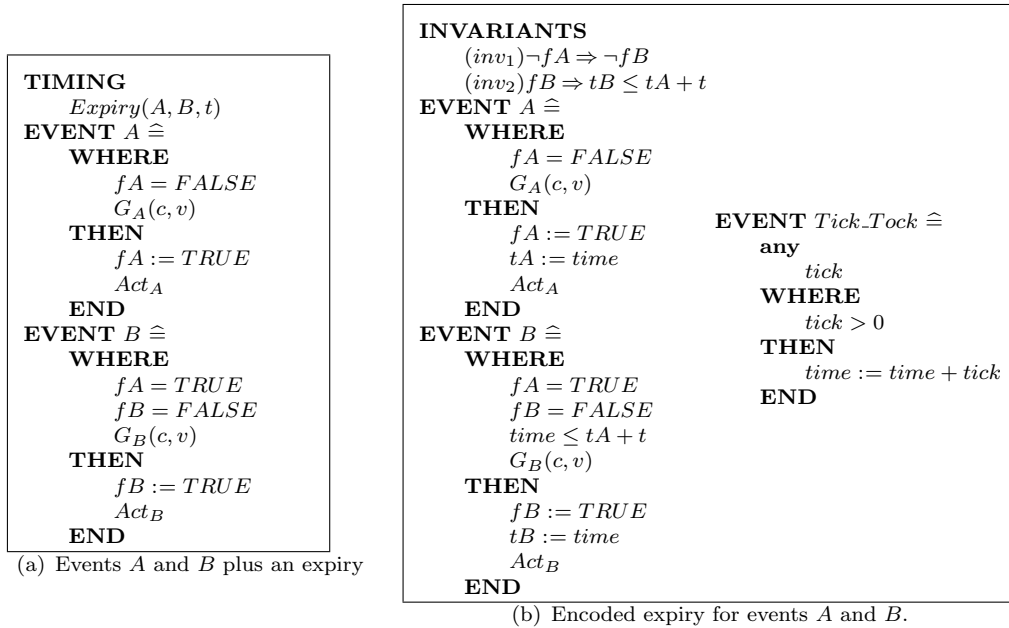 TIMING
Expiry(A, B, t)
EVENT A ≙
WHERE
fA = FALSE
G_A(c, v)
THEN
fA := TRUE
Act_A
END
EVENT B ≙
WHERE
fA = TRUE
fB = FALSE
G_B(c, v)
THEN
fB := TRUE
Act_B
END
(a) Events A and B plus an expiry
INVARIANTS
(inv_1)¬fA ⇒ ¬fB
(inv_2)fB ⇒ tB ≤ tA + t
EVENT A ≙
WHERE
fA = FALSE
G_A(c, v)
THEN
fA := TRUE
tA := time
Act_A
END
EVENT B ≙
WHERE
fA = TRUE
fB = FALSE
time ≤ tA + t
G_B(c, v)
THEN
fB := TRUE
tB := time
Act_B
END
EVENT Tick_Tock ≙
any
tick
WHERE
tick > 0
THEN
time := time + tick
END
(b) Encoded expiry for events A and B.